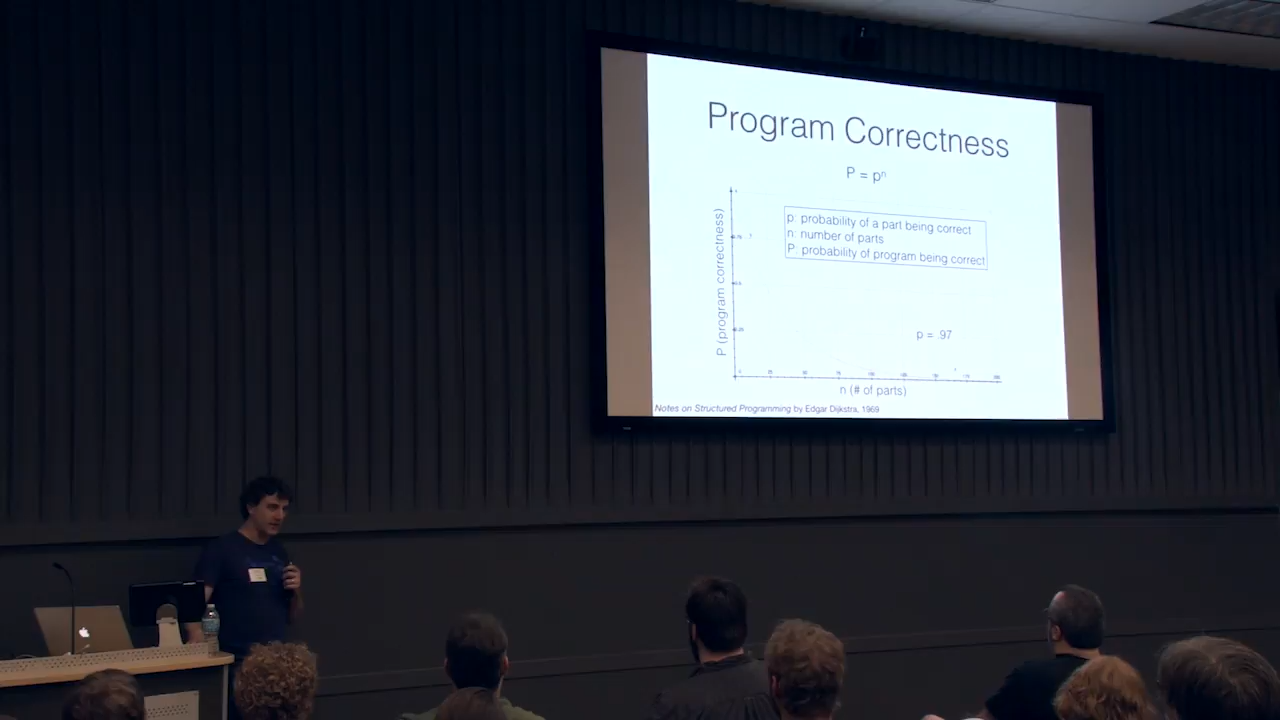 Program Correctness
P = pⁿ
p: probability of a part being correct
n: number of parts
P: probability of program being correct
P (program correctness)
p = .97
n (# of parts)
Notes on Structured Programming by Edgar Dijkstra, 1969